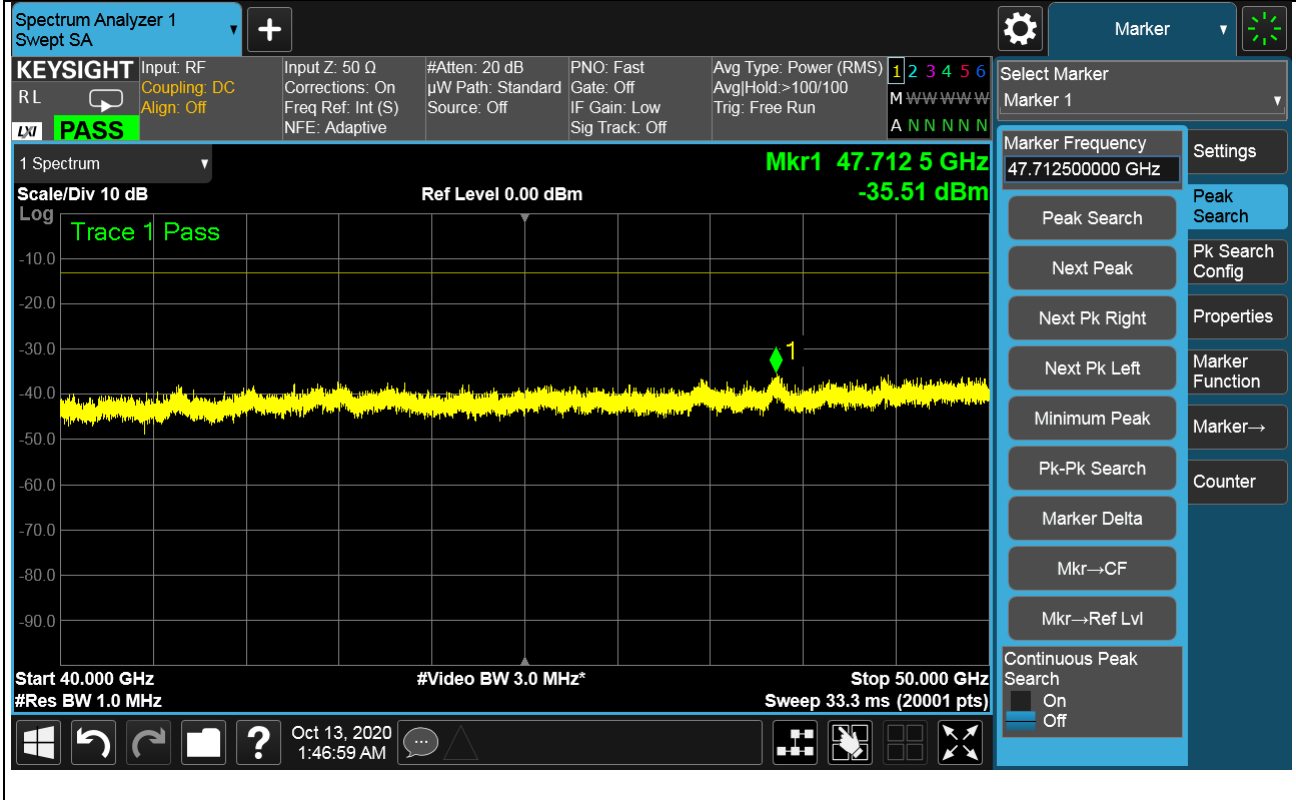 Spectrum Analyzer 1
Swept SA
+
Marker
KEYSIGHT
R L
LXI
PASS
Input: RF
Coupling: DC
Align: Off
Input Z: 50 Ω
Corrections: On
Freq Ref: Int (S)
NFE: Adaptive
#Atten: 20 dB
µW Path: Standard
Source: Off
PNO: Fast
Gate: Off
IF Gain: Low
Sig Track: Off
Avg Type: Power (RMS)
Avg|Hold:>100/100
Trig: Free Run
1 2 3 4 5 6
M W W W W W
A N N N N N
Select Marker
Marker 1
1 Spectrum
Mkr1 47.712 5 GHz
Scale/Div 10 dB
Ref Level 0.00 dBm
-35.51 dBm
Log
Trace 1 Pass
-10.0
-20.0
-30.0
-40.0
-50.0
-60.0
-70.0
-80.0
-90.0
1
Start 40.000 GHz
#Video BW 3.0 MHz*
Stop 50.000 GHz
#Res BW 1.0 MHz
Sweep 33.3 ms (20001 pts)
Marker Frequency
47.712500000 GHz
Peak Search
Next Peak
Next Pk Right
Next Pk Left
Minimum Peak
Pk-Pk Search
Marker Delta
Mkr→CF
Mkr→Ref Lvl
Continuous Peak
Search
On
Off
Settings
Peak
Search
Pk Search
Config
Properties
Marker
Function
Marker→
Counter
?
Oct 13, 2020
1:46:59 AM